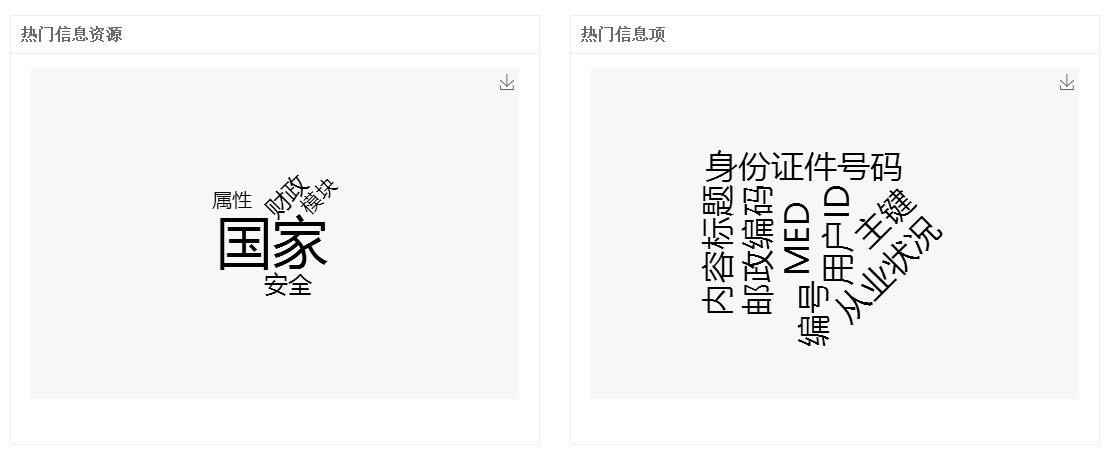 热门信息资源
属性
财政
模块
国家
安全
热门信息项
身份证件号码
内容标题
邮政编码
MED
用户ID
主键
从业状况
编号